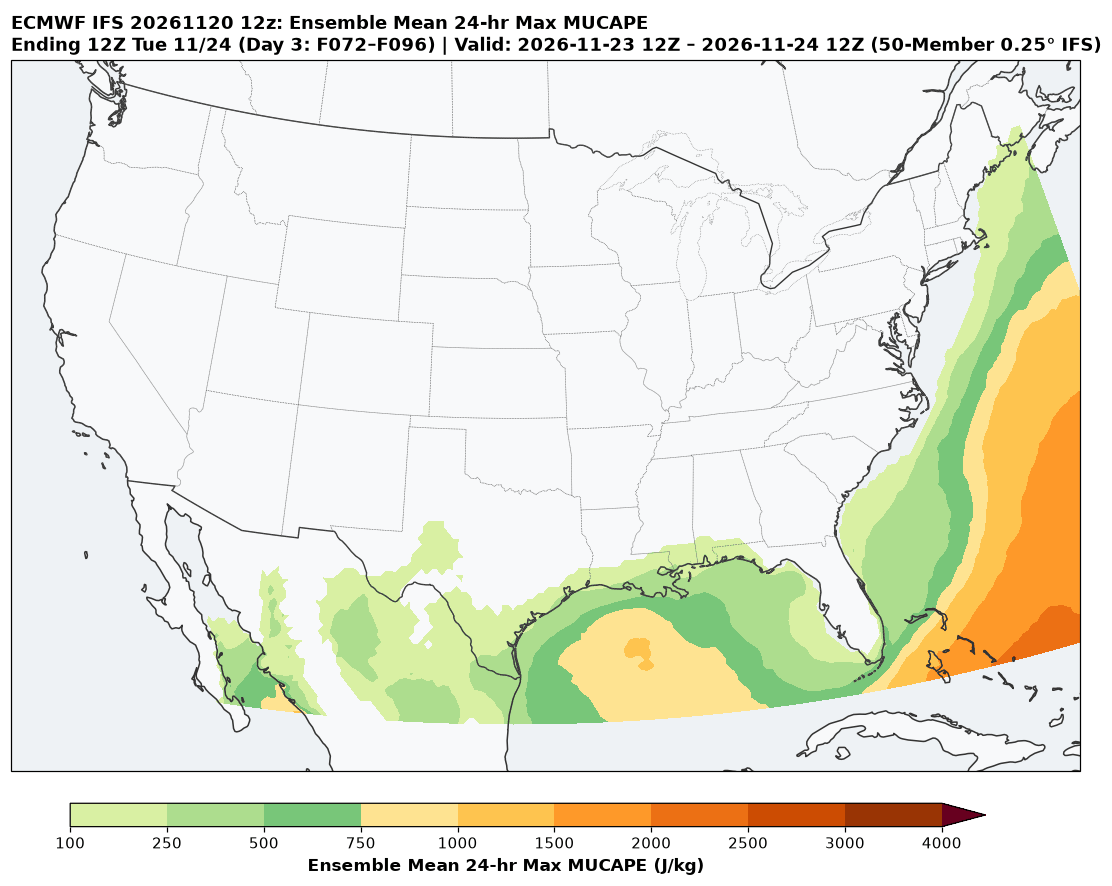 ECMWF IFS 20261120 12z: Ensemble Mean 24-hr Max MUCAPE
Ending 12Z Tue 11/24 (Day 3: F072–F096) | Valid: 2026-11-23 12Z – 2026-11-24 12Z (50-Member 0.25° IFS)
100 250 500 750 1000 1500 2000 2500 3000 4000
Ensemble Mean 24-hr Max MUCAPE (J/kg)